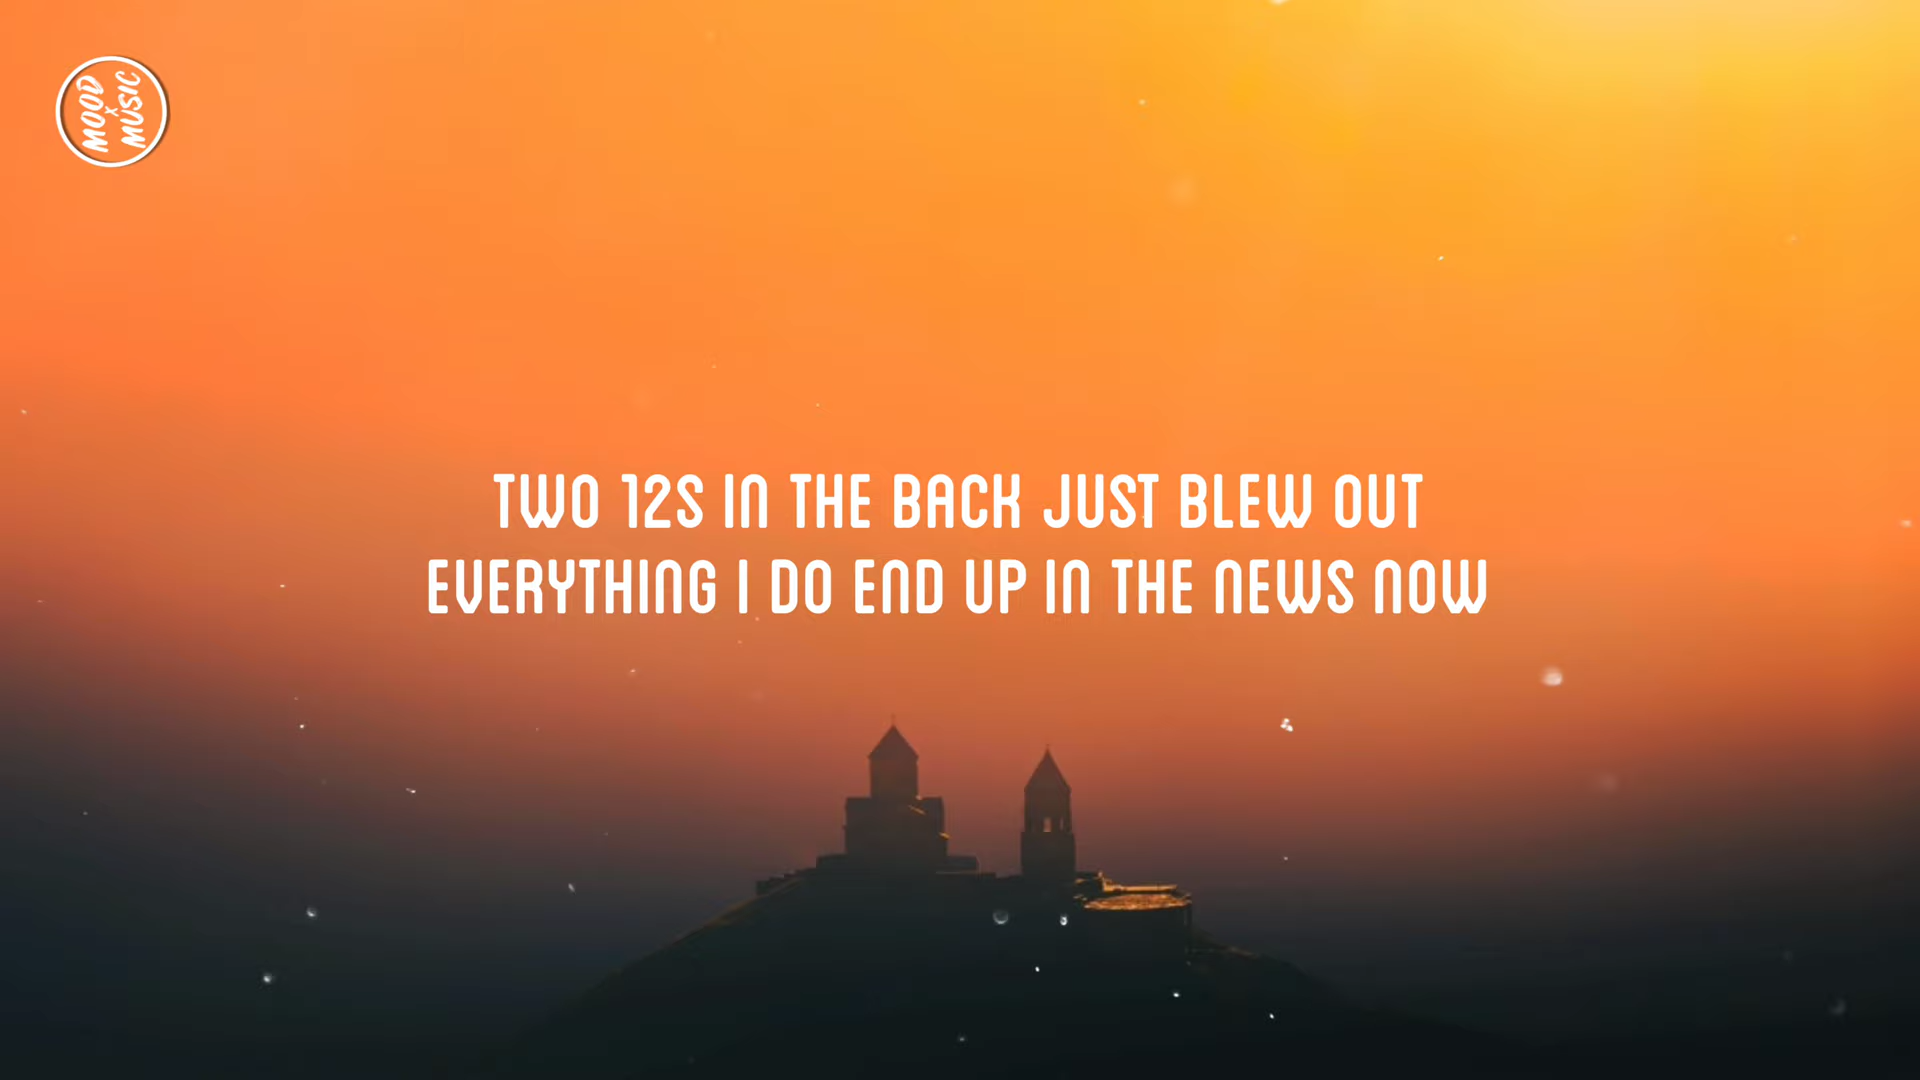 MOOD
X
MUSIC
TWO 12S IN THE BACK JUST BLEW OUT
EVERYTHING I DO END UP IN THE NEWS NOW